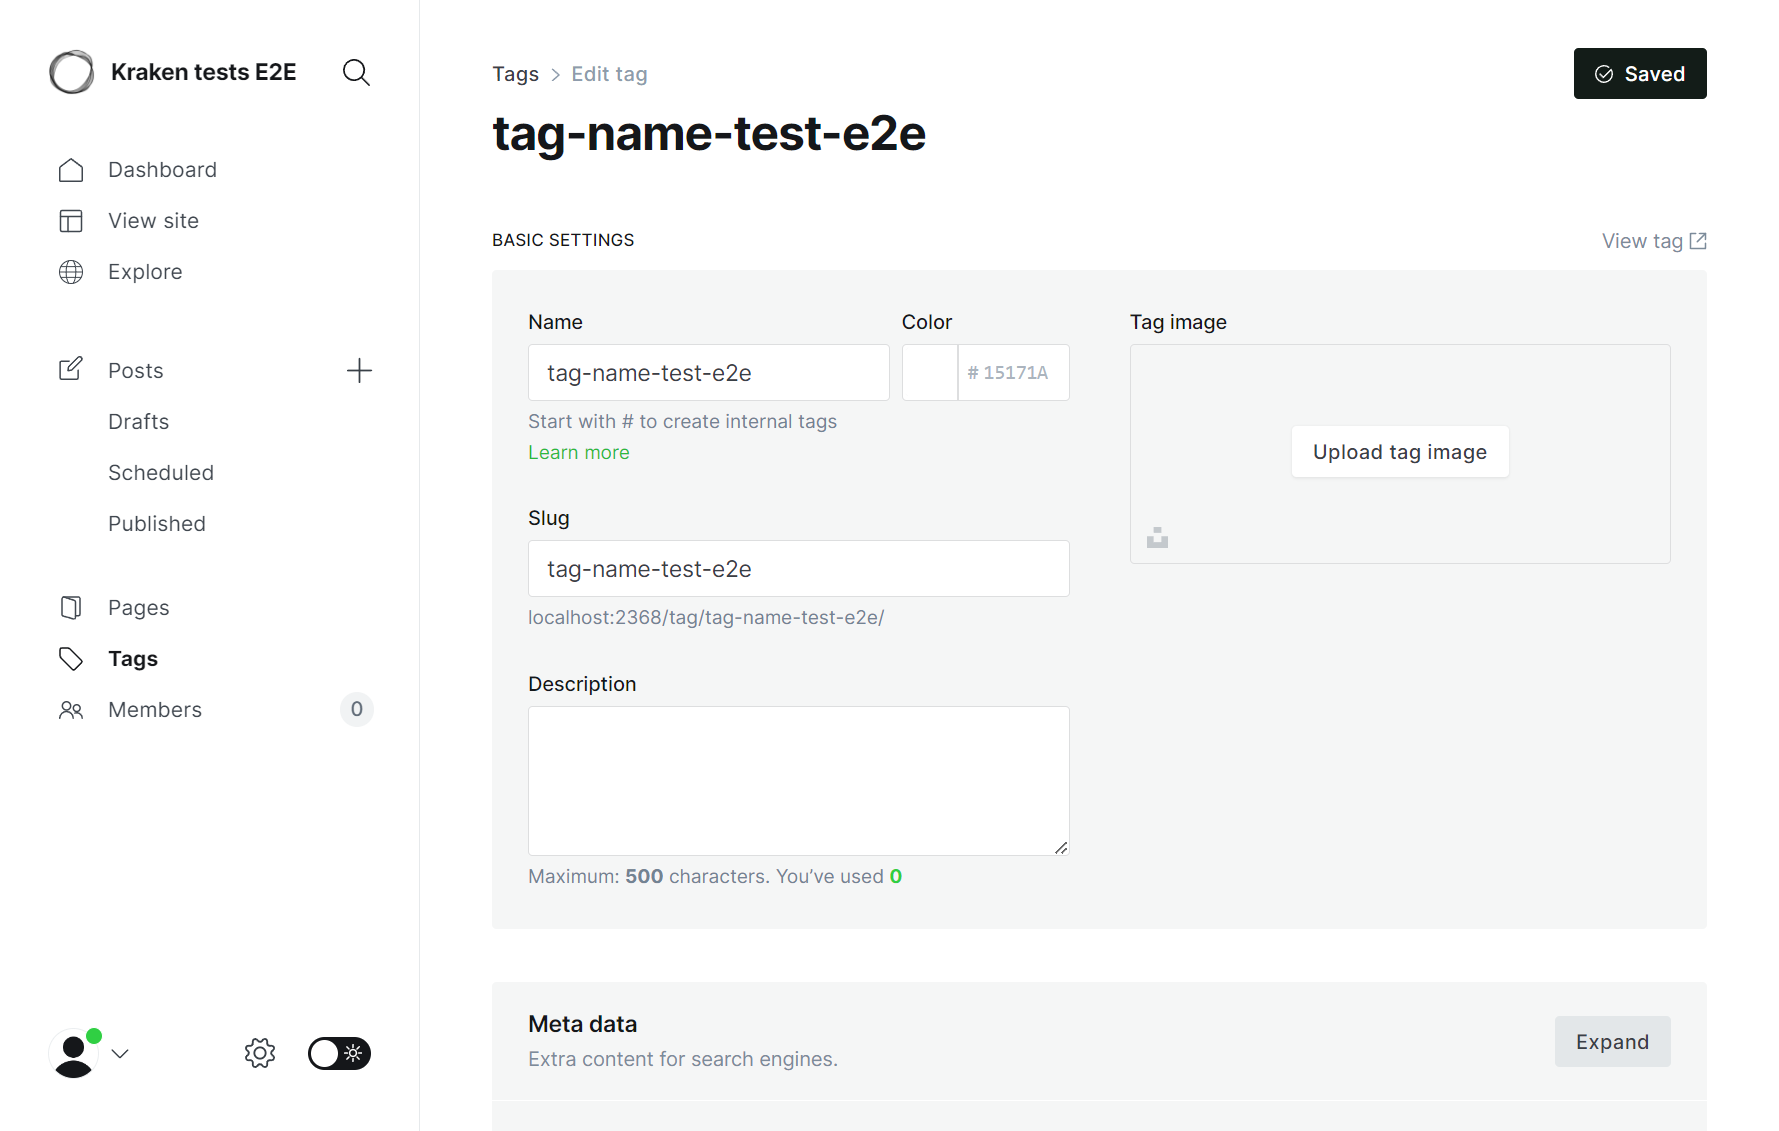 Kraken tests E2E
Dashboard
View site
Explore
Posts
Drafts
Scheduled
Published
Pages
Tags
Members 0
Tags > Edit tag
Saved
tag-name-test-e2e
BASIC SETTINGS
View tag
Name
tag-name-test-e2e
Color
# 15171A
Start with # to create internal tags
Learn more
Slug
tag-name-test-e2e
localhost:2368/tag/tag-name-test-e2e/
Description
Maximum: 500 characters. You’ve used 0
Tag image
Upload tag image
Meta data
Extra content for search engines.
Expand